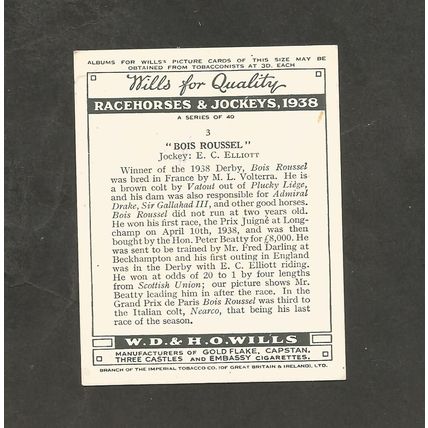 ALBUMS FOR WILLS'S PICTURE CARDS OF THIS SIZE MAY BE
OBTAINED FROM TOBACCONISTS AT 3D. EACH
Wills for Quality
RACEHORSES & JOCKEYS, 1938
A SERIES OF 40
3
"BOIS ROUSSEL"
Jockey: E. C. ELLIOTT
Winner of the 1938 Derby, Bois Roussel
was bred in France by M. L. Volterra. He is
a brown colt by Vatout out of Plucky Liége,
and his dam was also responsible for Admiral
Drake, Sir Gallahad III, and other good horses.
Bois Roussel did not run at two years old.
He won his first race, the Prix Juigné at Long-
champ on April 10th, 1938, and was then
bought by the Hon. Peter Beatty for £8,000. He
was sent to be trained by Mr. Fred Darling at
Beckhampton and his first outing in England
was in the Derby with E. C. Elliott riding.
He won at odds of 20 to 1 by four lengths
from Scottish Union; our picture shows Mr.
Beatty leading him in after the race. In the
Grand Prix de Paris Bois Roussel was third to
the Italian colt, Nearco, that being his last
race of the season.
W.D. & H.O. WILLS
MANUFACTURERS OF GOLD FLAKE, CAPSTAN,
THREE CASTLES AND EMBASSY CIGARETTES.
BRANCH OF THE IMPERIAL TOBACCO CO. (OF GREAT BRITAIN & IRELAND), LTD.